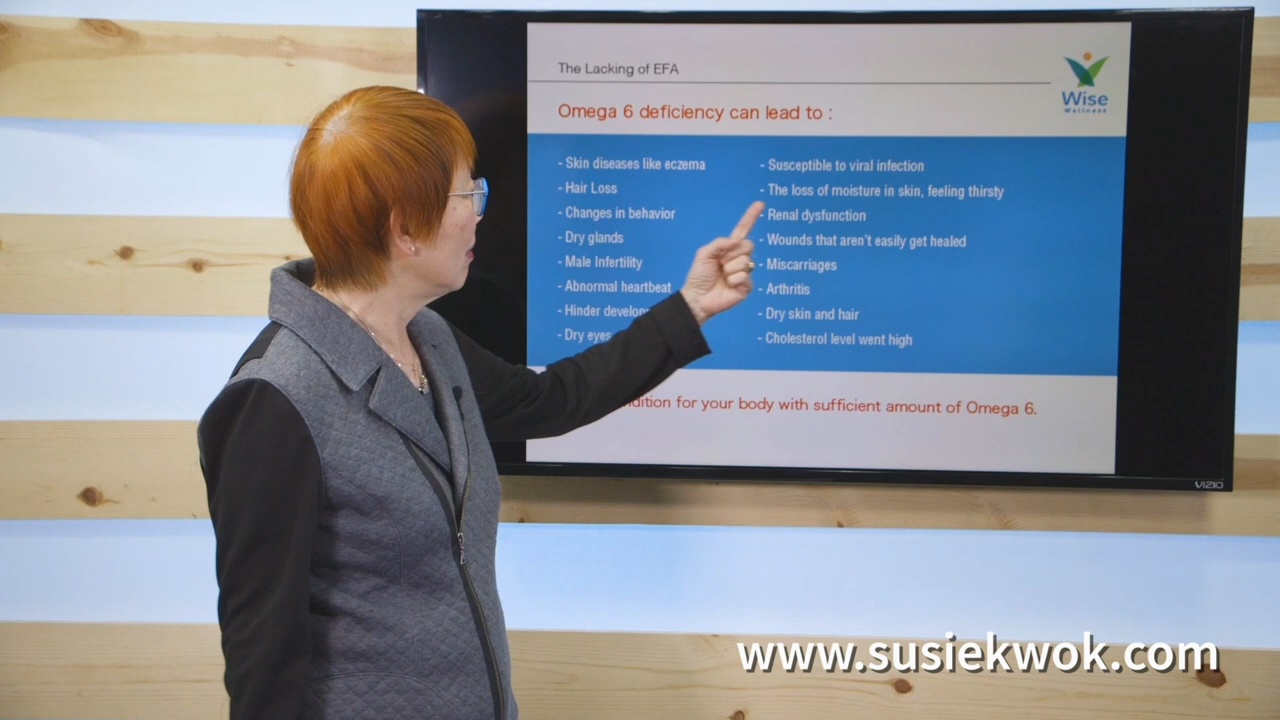 The Lacking of EFA
Wise
Wellness
Omega 6 deficiency can lead to :
- Skin diseases like eczema
- Hair Loss
- Changes in behavior
- Dry glands
- Male Infertility
- Abnormal heartbeat
- Hinder
- Dry eyes
- Susceptible to viral infection
- The loss of moisture in skin, feeling thirsty
- Renal dysfunction
- Wounds that aren't easily get healed
- Miscarriages
- Arthritis
- Dry skin and hair
- Cholesterol level went high
for your body with sufficient amount of Omega 6.
VIZIO
www.susiekwok.com